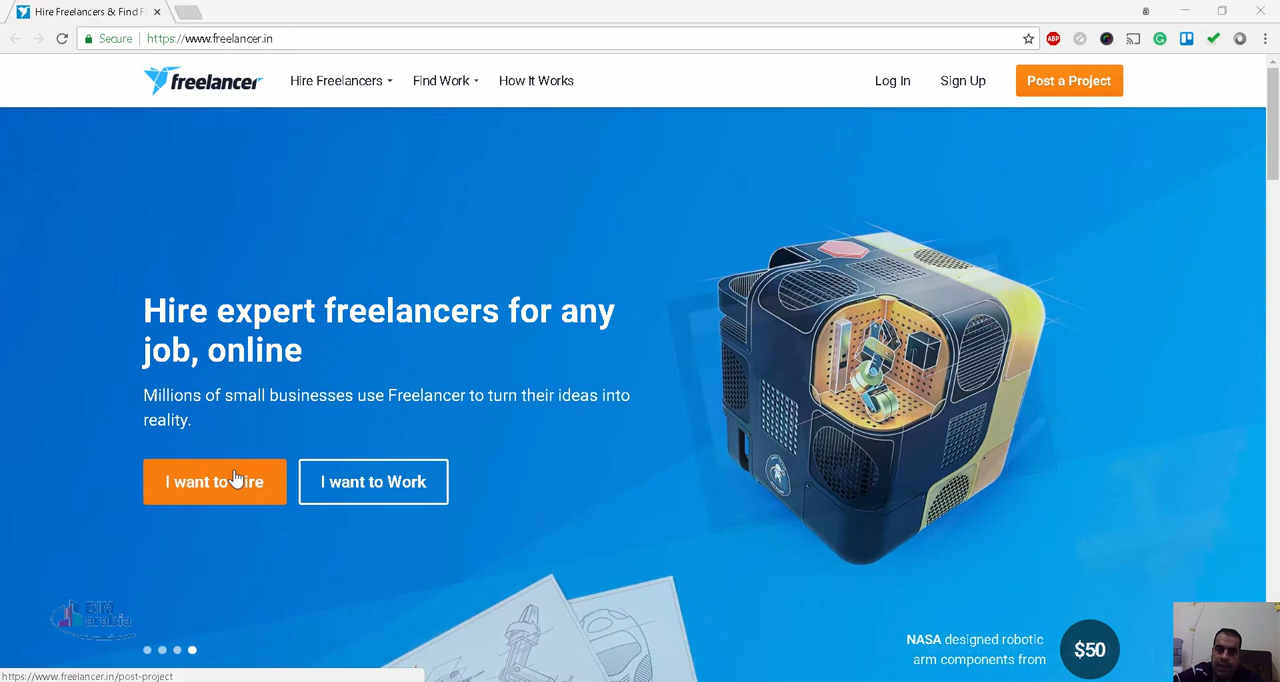 Hire Freelancers & Find F
Secure
https://www.freelancer.in
ABP
freelancer
Hire Freelancers
Find Work
How It Works
Log In
Sign Up
Post a Project
Hire expert freelancers for any
job, online
Millions of small businesses use Freelancer to turn their ideas into
reality.
I want to Hire
I want to Work
BIM
arabia
NASA designed robotic
arm components from
$50
https://www.freelancer.in/post-project